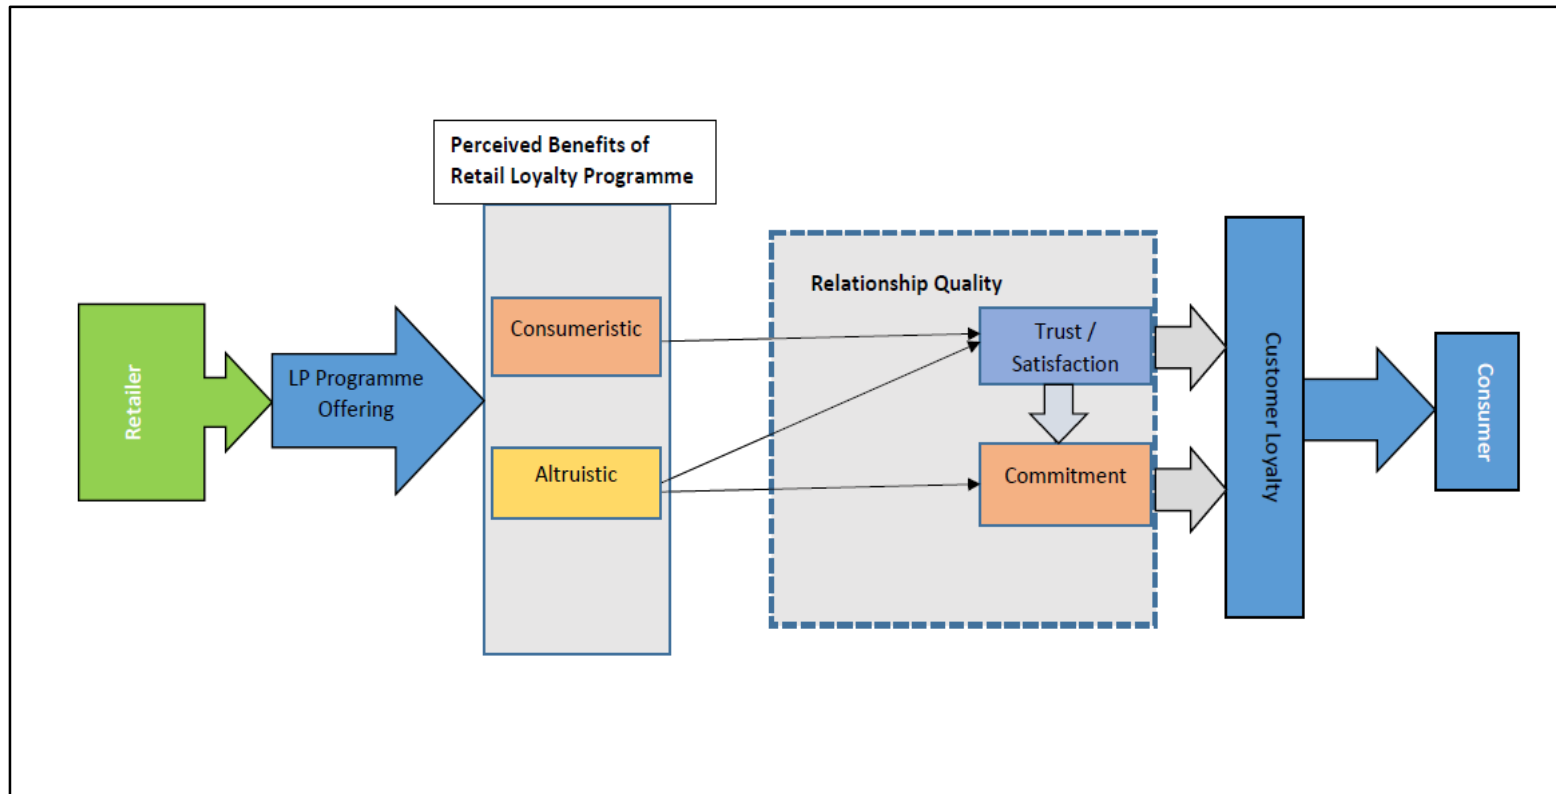 Perceived Benefits of
Retail Loyalty Programme
Retailer
LP Programme
Offering
Consumeristic
Altruistic
Relationship Quality
Trust /
Satisfaction
Commitment
Customer Loyalty
Consumer